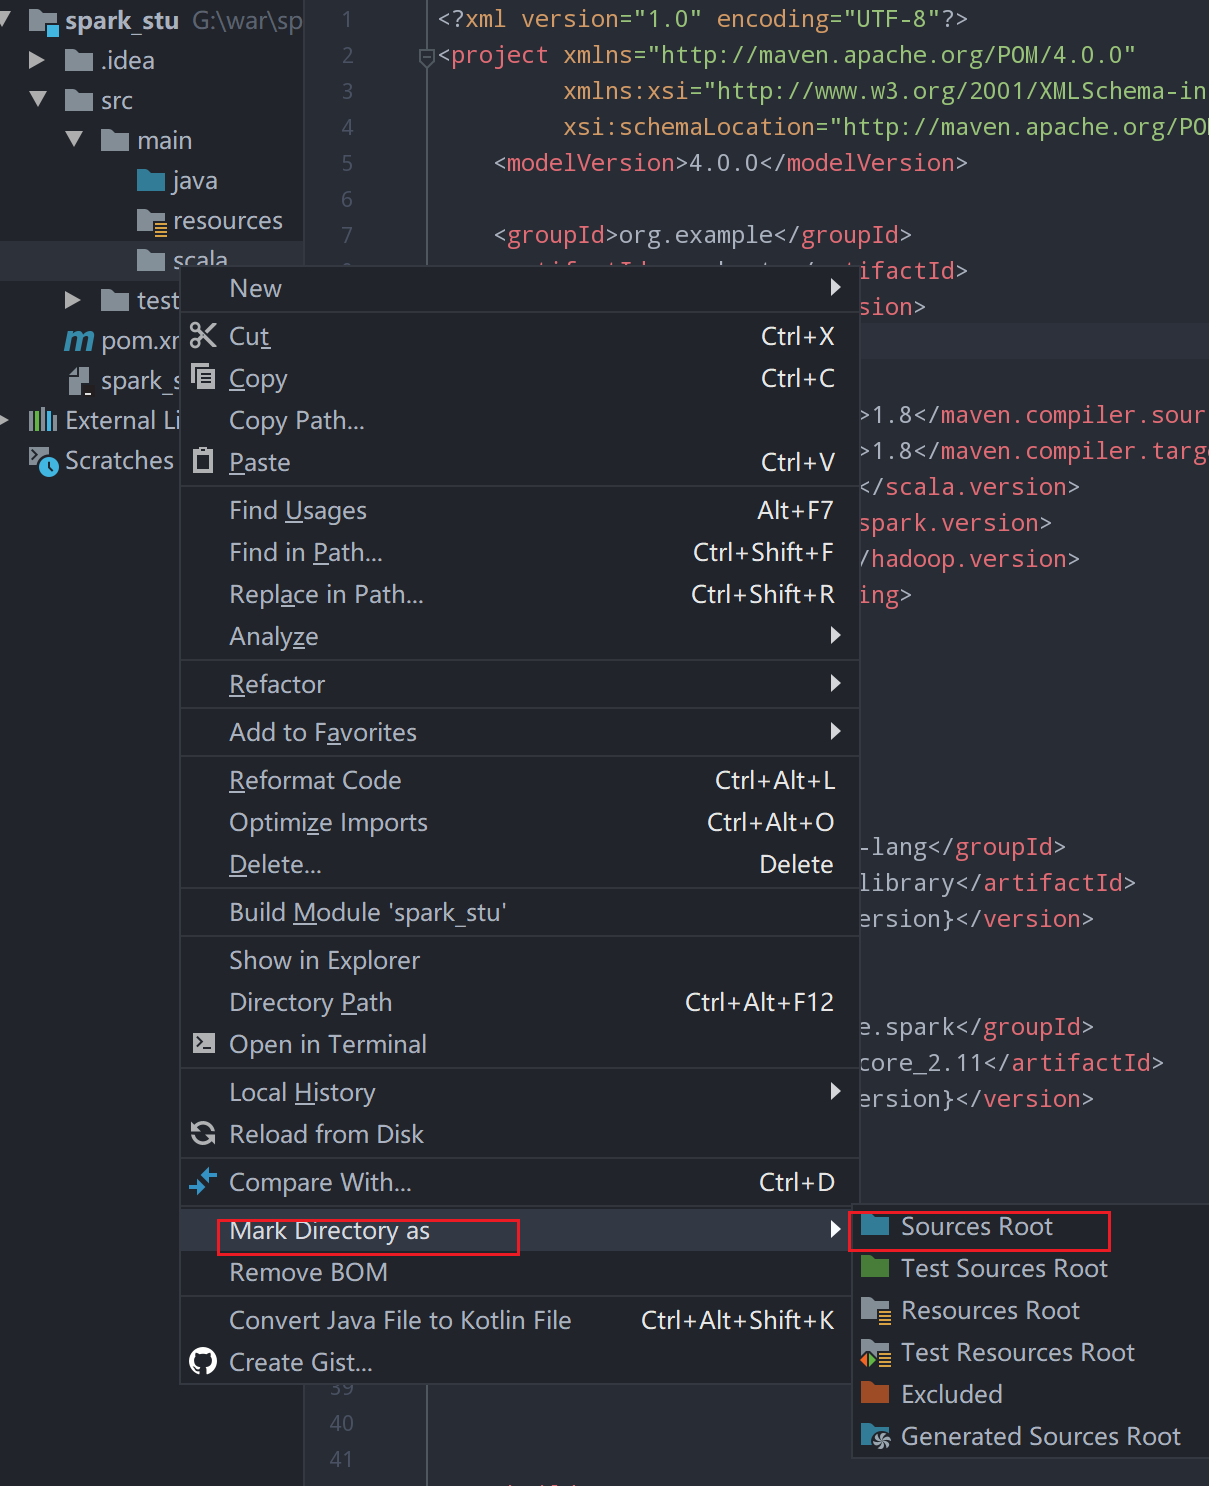 spark_stu G:\war\sp
.idea
src
main
java
resources
scala
test
pom.xm
spark_s
External Li
Scratches
1 <?xml version="1.0" encoding="UTF-8"?>
2 <project xmlns="http://maven.apache.org/POM/4.0.0"
3 xmlns:xsi="http://www.w3.org/2001/XMLSchema-in
4 xsi:schemaLocation="http://maven.apache.org/PO
5 <modelVersion>4.0.0</modelVersion>
6
7 <groupId>org.example</groupId>
ifactId>
sion>
>1.8</maven.compiler.sour
>1.8</maven.compiler.targ
</scala.version>
spark.version>
/hadoop.version>
ing>
-lang</groupId>
library</artifactId>
ersion}</version>
e.spark</groupId>
core_2.11</artifactId>
ersion}</version>
39
40
41
New
Cut Ctrl+X
Copy Ctrl+C
Copy Path...
Paste Ctrl+V
Find Usages Alt+F7
Find in Path... Ctrl+Shift+F
Replace in Path... Ctrl+Shift+R
Analyze
Refactor
Add to Favorites
Reformat Code Ctrl+Alt+L
Optimize Imports Ctrl+Alt+O
Delete... Delete
Build Module 'spark_stu'
Show in Explorer
Directory Path Ctrl+Alt+F12
Open in Terminal
Local History
Reload from Disk
Compare With... Ctrl+D
Mark Directory as
Remove BOM
Convert Java File to Kotlin File Ctrl+Alt+Shift+K
Create Gist...
Sources Root
Test Sources Root
Resources Root
Test Resources Root
Excluded
Generated Sources Root